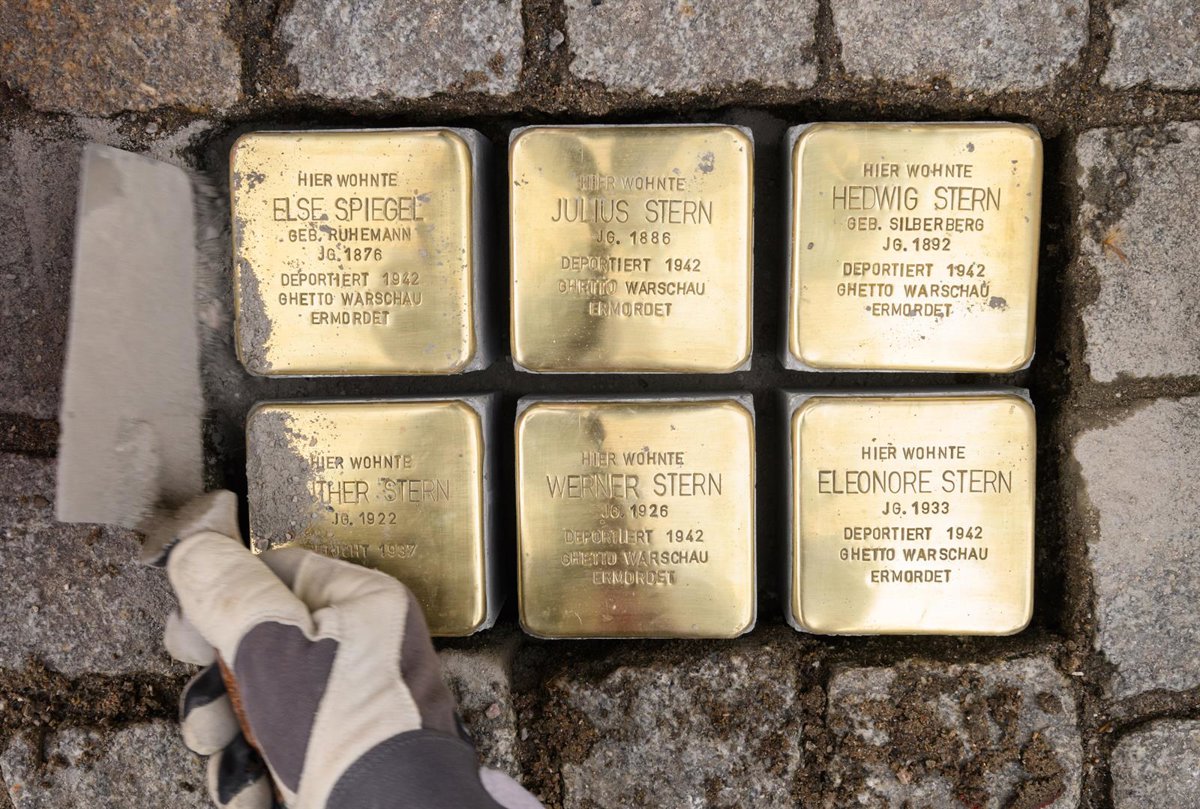 HIER WOHNTE
ELSE SPIEGEL
GEB. RUHEMANN
JG. 1876
DEPORTIERT 1942
GHETTO WARSCHAU
ERMORDET
HIER WOHNTE
JULIUS STERN
JG. 1886
DEPORTIERT 1942
GHETTO WARSCHAU
ERMORDET
HIER WOHNTE
HEDWIG STERN
GEB. SILBERBERG
JG. 1892
DEPORTIERT 1942
GHETTO WARSCHAU
ERMORDET
HIER WOHNTE
STERN
JG. 1922
1937
HIER WOHNTE
WERNER STERN
JG. 1926
DEPORTIERT 1942
GHETTO WARSCHAU
ERMORDET
HIER WOHNTE
ELEONORE STERN
JG. 1933
DEPORTIERT 1942
GHETTO WARSCHAU
ERMORDET